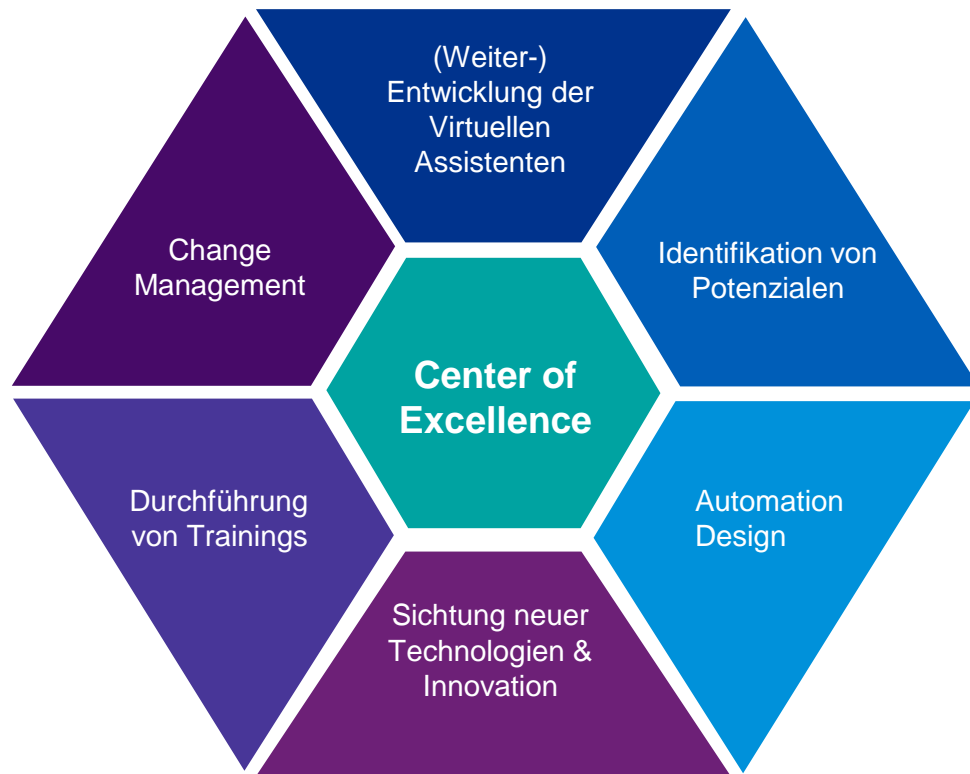 (Weiter-)
Entwicklung der
Virtuellen
Assistenten
Change
Management
Identifikation von
Potenzialen
Center of
Excellence
Durchführung
von Trainings
Automation
Design
Sichtung neuer
Technologien &
Innovation